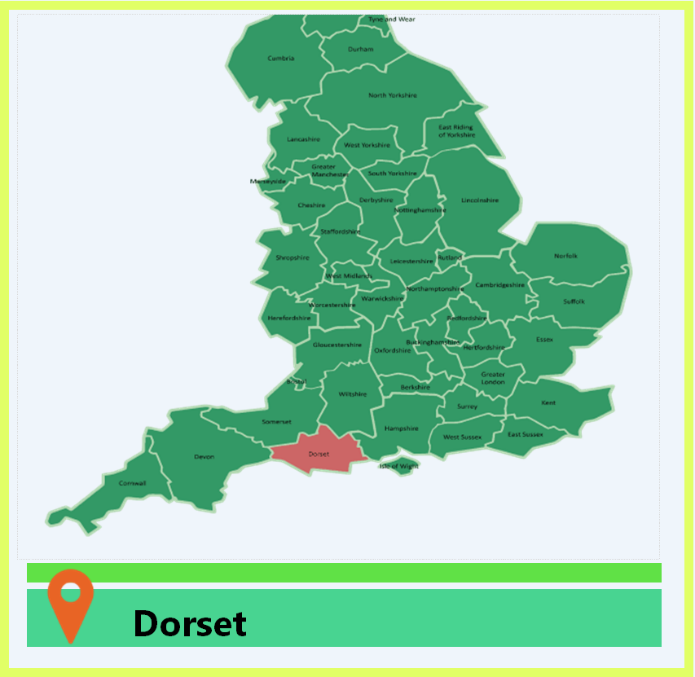 Tyne and Wear
Cumbria
Durham
North Yorkshire
East Riding
of Yorkshire
Lancashire
West Yorkshire
Greater
Manchester
South Yorkshire
Merseyside
Cheshire
Derbyshire
Nottinghamshire
Lincolnshire
Staffordshire
Shropshire
Leicestershire
Rutland
Norfolk
West Midlands
Northamptonshire
Cambridgeshire
Warwickshire
Suffolk
Worcestershire
Herefordshire
Bedfordshire
Gloucestershire
Oxfordshire
Buckinghamshire
Hertfordshire
Essex
Bristol
Greater
London
Wiltshire
Berkshire
Surrey
Kent
Somerset
Hampshire
West Sussex
East Sussex
Devon
Dorset
Isle of Wight
Cornwall
Dorset